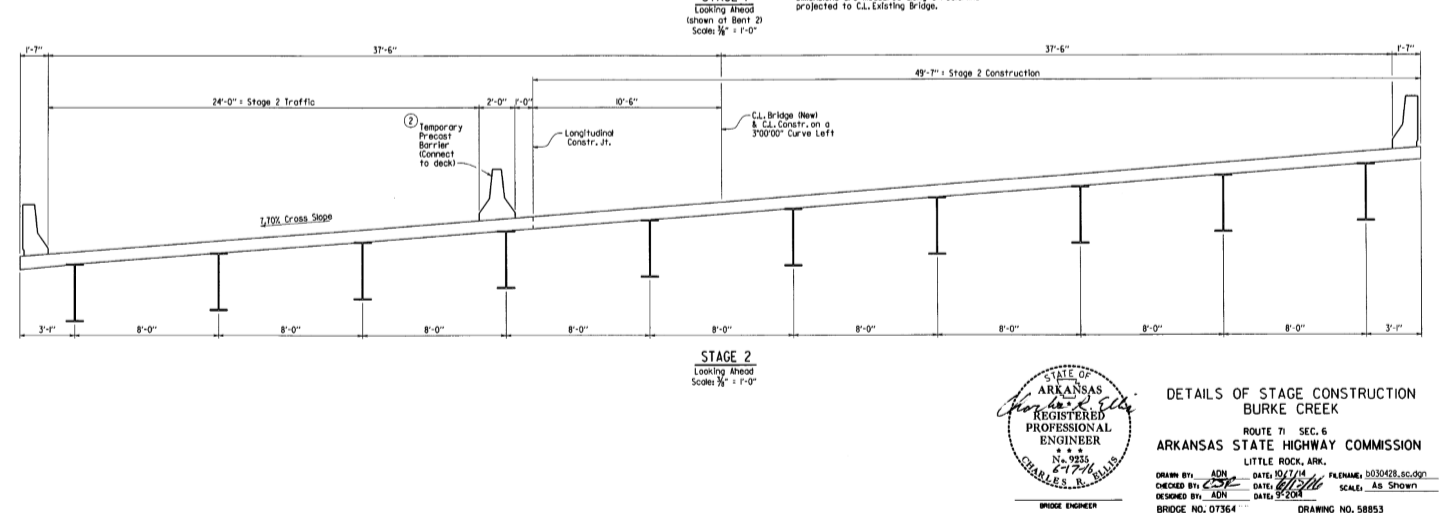 Looking Ahead
(shown at Bent 2)
Scale: ⅜" = 1'-0"
projected to C.L. Existing Bridge.
1'-7"
37'-6"
37'-6"
1'-7"
49'-7" = Stage 2 Construction
24'-0" = Stage 2 Traffic
2'-0"
1'-0"
10'-6"
2
Temporary
Precast
Barrier
(Connect
to deck)
Longitudinal
Constr. Jt.
C.L. Bridge (New)
& C.L. Constr. on a
3°00'00" Curve Left
7.70% Cross Slope
3'-1"
8'-0"
8'-0"
8'-0"
8'-0"
8'-0"
8'-0"
8'-0"
8'-0"
8'-0"
3'-1"
STAGE 2
Looking Ahead
Scale: ⅜" = 1'-0"
STATE OF
ARKANSAS
Charles R. Ellis
REGISTERED
PROFESSIONAL
ENGINEER
* * *
No. 9235
6-17-16
CHARLES R. ELLIS
BRIDGE ENGINEER
DETAILS OF STAGE CONSTRUCTION
BURKE CREEK
ROUTE 71 SEC. 6
ARKANSAS STATE HIGHWAY COMMISSION
LITTLE ROCK, ARK.
DRAWN BY: ADN DATE: 10/7/14 FILENAME: b030428_sc.dgn
CHECKED BY: DATE: SCALE: As Shown
DESIGNED BY: ADN DATE: 9-2014
BRIDGE NO. 07364 DRAWING NO. 58853